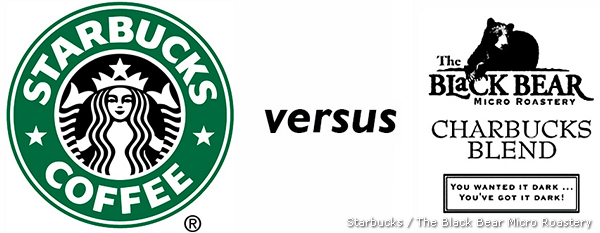 STARBUCKS
COFFEE
®
versus
The
BLACK BEAR
MICRO ROASTERY
CHARBUCKS
BLEND
YOU WANTED IT DARK ...
YOU'VE GOT IT DARK!
Starbucks / The Black Bear Micro Roastery